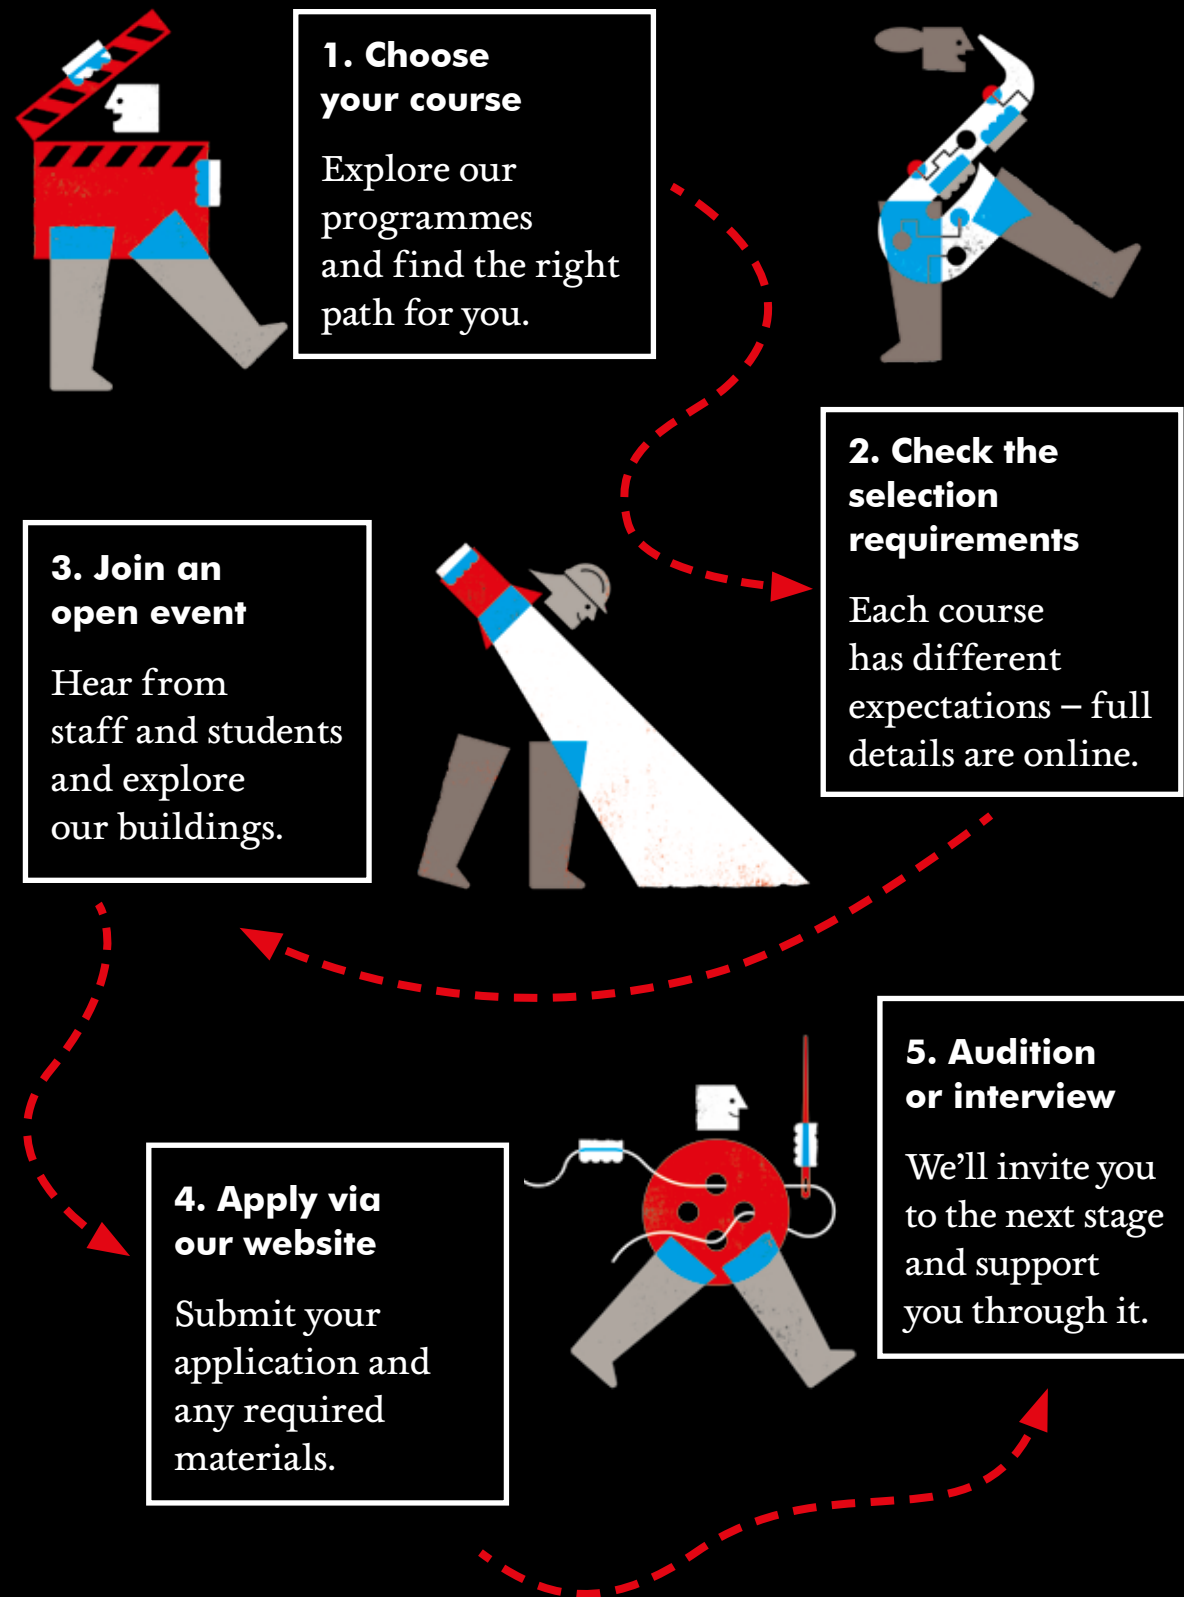 1. Choose
your course
Explore our
programmes
and find the right
path for you.
2. Check the
selection
requirements
Each course
has different
expectations – full
details are online.
3. Join an
open event
Hear from
staff and students
and explore
our buildings.
4. Apply via
our website
Submit your
application and
any required
materials.
5. Audition
or interview
We’ll invite you
to the next stage
and support
you through it.